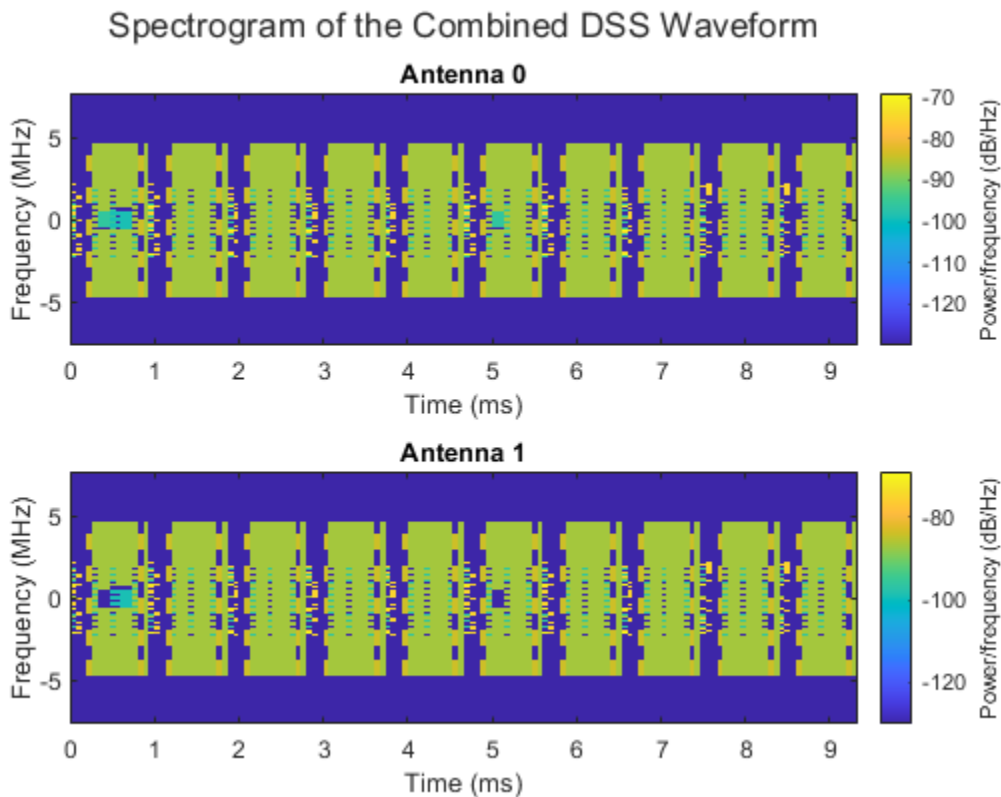 Spectrogram of the Combined DSS Waveform
Antenna 0
5
0
-5
Frequency (MHz)
0 1 2 3 4 5 6 7 8 9
Time (ms)
-70
-80
-90
-100
-110
-120
Power/frequency (dB/Hz)
Antenna 1
5
0
-5
Frequency (MHz)
0 1 2 3 4 5 6 7 8 9
Time (ms)
-80
-100
-120
Power/frequency (dB/Hz)